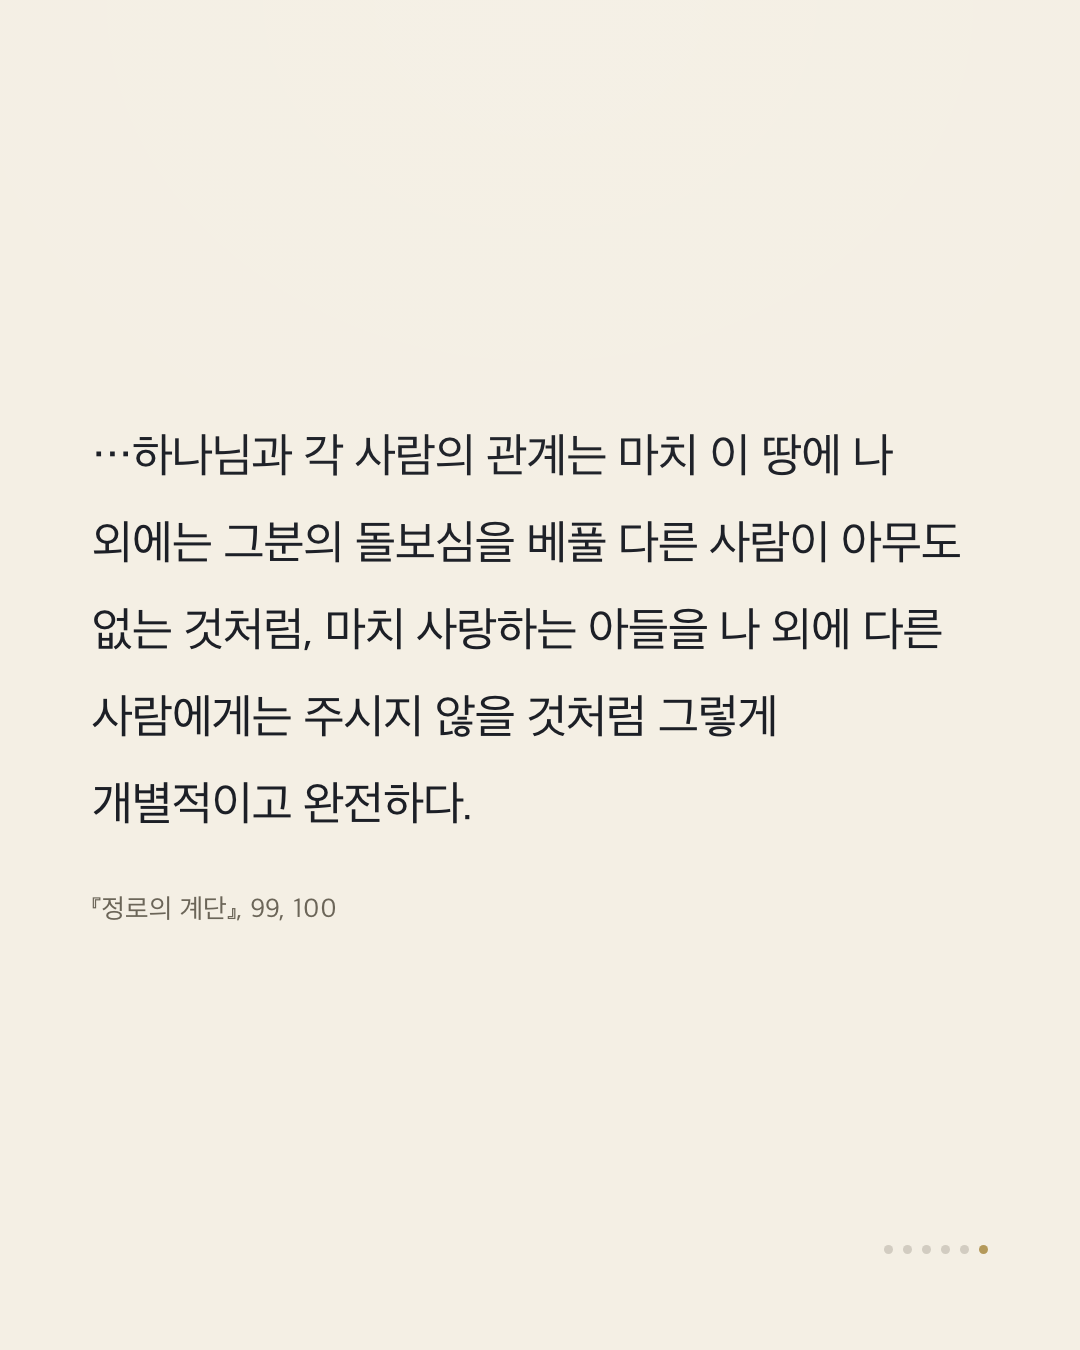 …하나님과 각 사람의 관계는 마치 이 땅에 나
외에는 그분의 돌보심을 베풀 다른 사람이 아무도
없는 것처럼, 마치 사랑하는 아들을 나 외에 다른
사람에게는 주시지 않을 것처럼 그렇게
개별적이고 완전하다.
『정로의 계단』, 99, 100